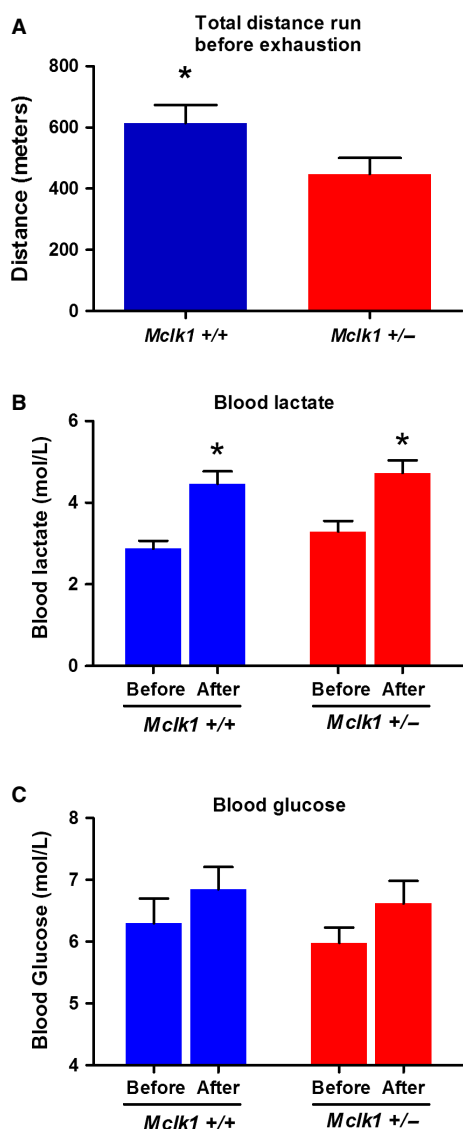 A
Total distance run
before exhaustion
Distance (meters)
800
600
400
200
0
*
Mclk1 +/+
Mclk1 +/–
B
Blood lactate
Blood lactate (mol/L)
6
4
2
0
*
*
Before After Before After
Mclk1 +/+ Mclk1 +/–
C
Blood glucose
Blood Glucose (mol/L)
8
7
6
5
4
Before After Before After
Mclk1 +/+ Mclk1 +/–